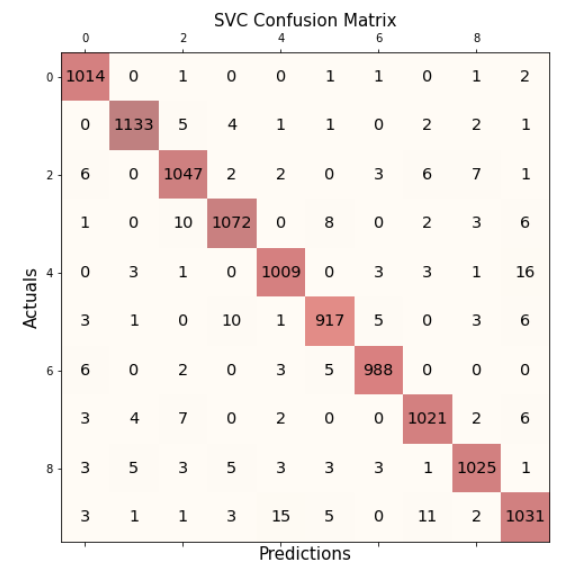 SVC Confusion Matrix
0 2 4 6 8
0 1014 0 1 0 0 1 1 0 1 2
0 1133 5 4 1 1 0 2 2 1
2 6 0 1047 2 2 0 3 6 7 1
1 0 10 1072 0 8 0 2 3 6
4 0 3 1 0 1009 0 3 3 1 16
3 1 0 10 1 917 5 0 3 6
6 6 0 2 0 3 5 988 0 0 0
3 4 7 0 2 0 0 1021 2 6
8 3 5 3 5 3 3 3 1 1025 1
3 1 1 3 15 5 0 11 2 1031
Actuals
Predictions